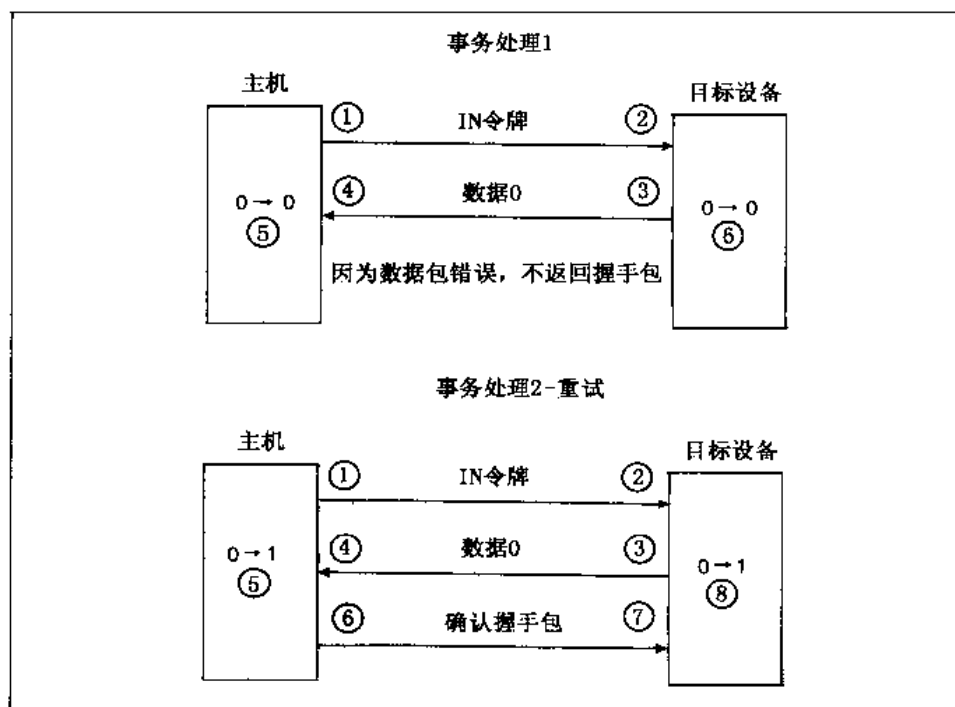 事务处理1
主机
目标设备
① IN令牌 ②
④ 数据0 ③
0→0
⑤
0→0
⑥
因为数据包错误，不返回握手包
事务处理2-重试
主机
目标设备
① IN令牌 ②
④ 数据0 ③
0→1
⑤
0→1
⑧
⑥ 确认握手包 ⑦